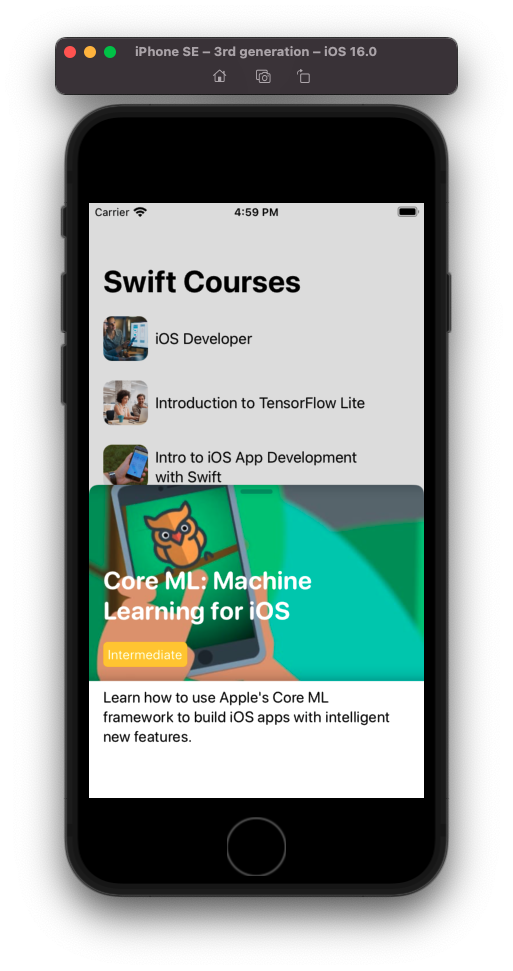 iPhone SE – 3rd generation – iOS 16.0
Carrier 4:59 PM
Swift Courses
iOS Developer
Introduction to TensorFlow Lite
Intro to iOS App Development
with Swift
Core ML: Machine
Learning for iOS
Intermediate
Learn how to use Apple's Core ML
framework to build iOS apps with intelligent
new features.